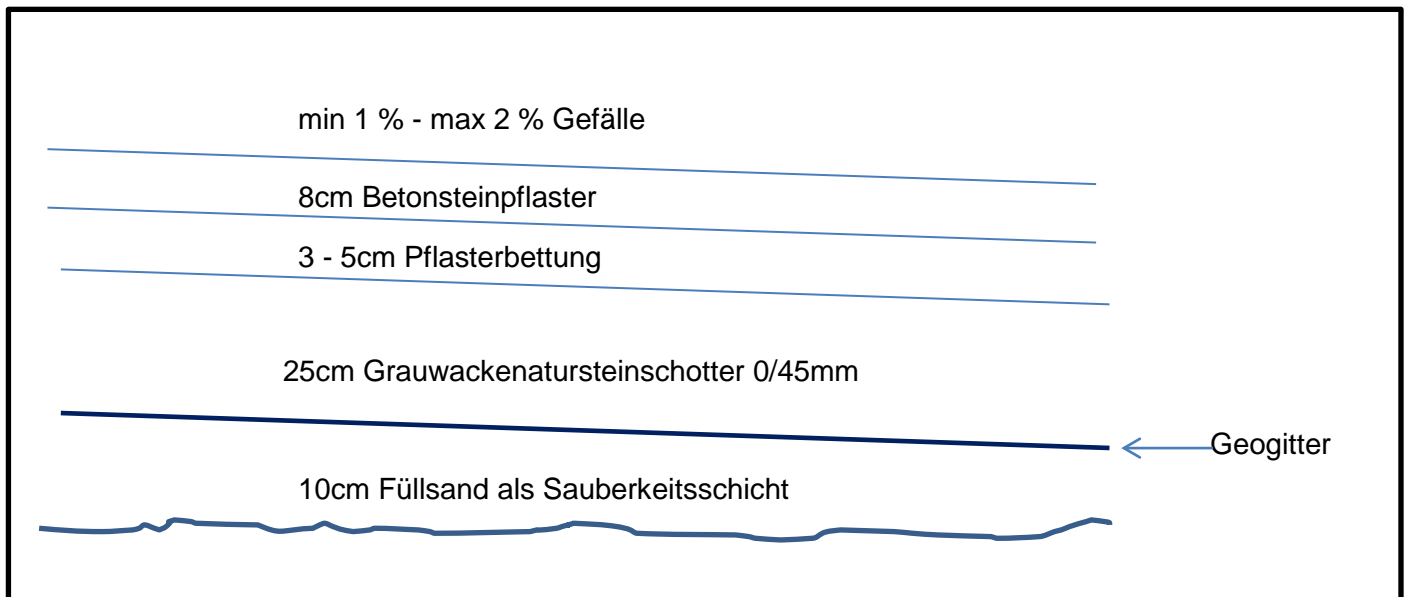 min 1 % - max 2 % Gefälle
8cm Betonsteinpflaster
3 - 5cm Pflasterbettung
25cm Grauwackenatursteinschotter 0/45mm
Geogitter
10cm Füllsand als Sauberkeitsschicht